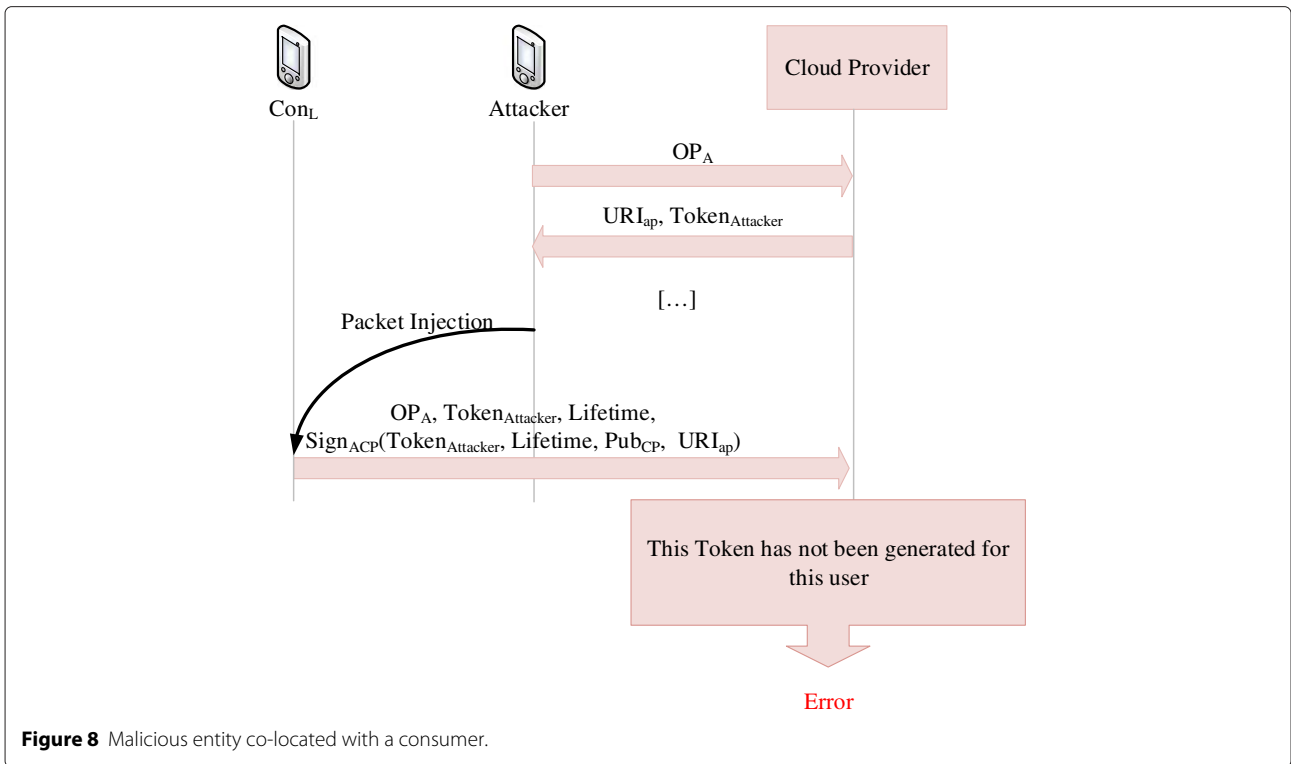 Cloud Provider
Con_L
Attacker
OP_A
URI_ap, Token_Attacker
[…]
Packet Injection
OP_A, Token_Attacker, Lifetime,
Sign_ACP(Token_Attacker, Lifetime, Pub_CP, URI_ap)
This Token has not been generated for
this user
Error
Figure 8 Malicious entity co-located with a consumer.